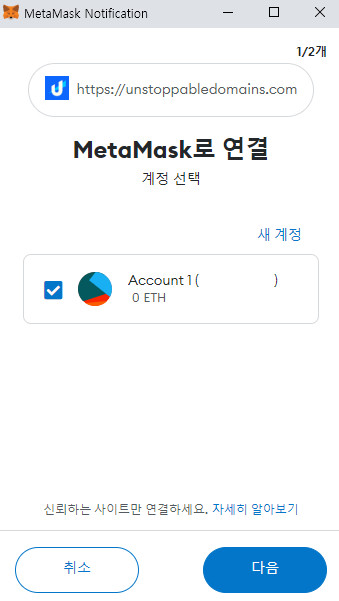 MetaMask Notification
1/2개
https://unstoppabledomains.com
MetaMask로 연결
계정 선택
새 계정
Account 1 ( )
0 ETH
신뢰하는 사이트만 연결하세요. 자세히 알아보기
취소
다음